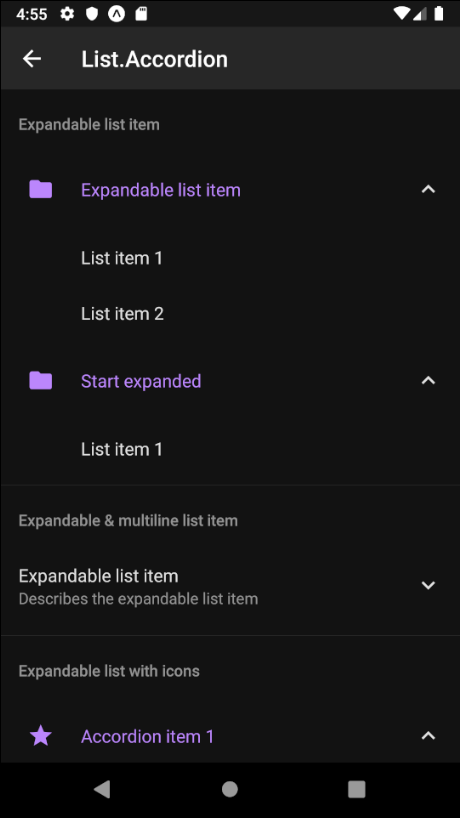 4:55
List.Accordion
Expandable list item
Expandable list item
List item 1
List item 2
Start expanded
List item 1
Expandable & multiline list item
Expandable list item
Describes the expandable list item
Expandable list with icons
Accordion item 1